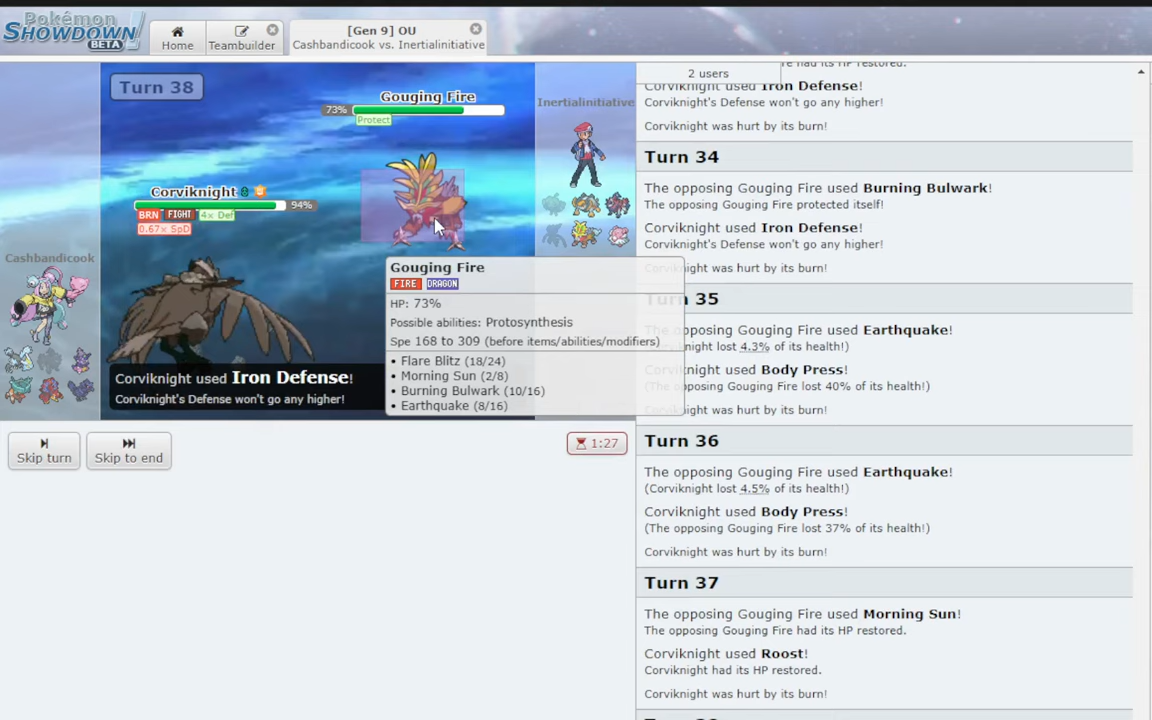 Pokémon
SHOWDOWN
BETA
Home
Teambuilder
[Gen 9] OU
Cashbandicook vs. Inertialinitiative
Turn 38
Gouging Fire
73%
Protect
Corviknight
94%
BRN FIGHT 4× Def
0.67× SpD
Cashbandicook
Inertialinitiative
Gouging Fire
FIRE DRAGON
HP: 73%
Possible abilities: Protosynthesis
Spe 168 to 309 (before items/abilities/modifiers)
• Flare Blitz (18/24)
• Morning Sun (2/8)
• Burning Bulwark (10/16)
• Earthquake (8/16)
Corviknight used Iron Defense!
Corviknight's Defense won't go any higher!
Skip turn
Skip to end
1:27
2 users
had its HP restored.
Corviknight used Iron Defense!
Corviknight's Defense won't go any higher!
Corviknight was hurt by its burn!
Turn 34
The opposing Gouging Fire used Burning Bulwark!
The opposing Gouging Fire protected itself!
Corviknight used Iron Defense!
Corviknight's Defense won't go any higher!
Corviknight was hurt by its burn!
Turn 35
The opposing Gouging Fire used Earthquake!
knight lost 4.3% of its health!)
Corviknight used Body Press!
(The opposing Gouging Fire lost 40% of its health!)
Corviknight was hurt by its burn!
Turn 36
The opposing Gouging Fire used Earthquake!
(Corviknight lost 4.5% of its health!)
Corviknight used Body Press!
(The opposing Gouging Fire lost 37% of its health!)
Corviknight was hurt by its burn!
Turn 37
The opposing Gouging Fire used Morning Sun!
The opposing Gouging Fire had its HP restored.
Corviknight used Roost!
Corviknight had its HP restored.
Corviknight was hurt by its burn!